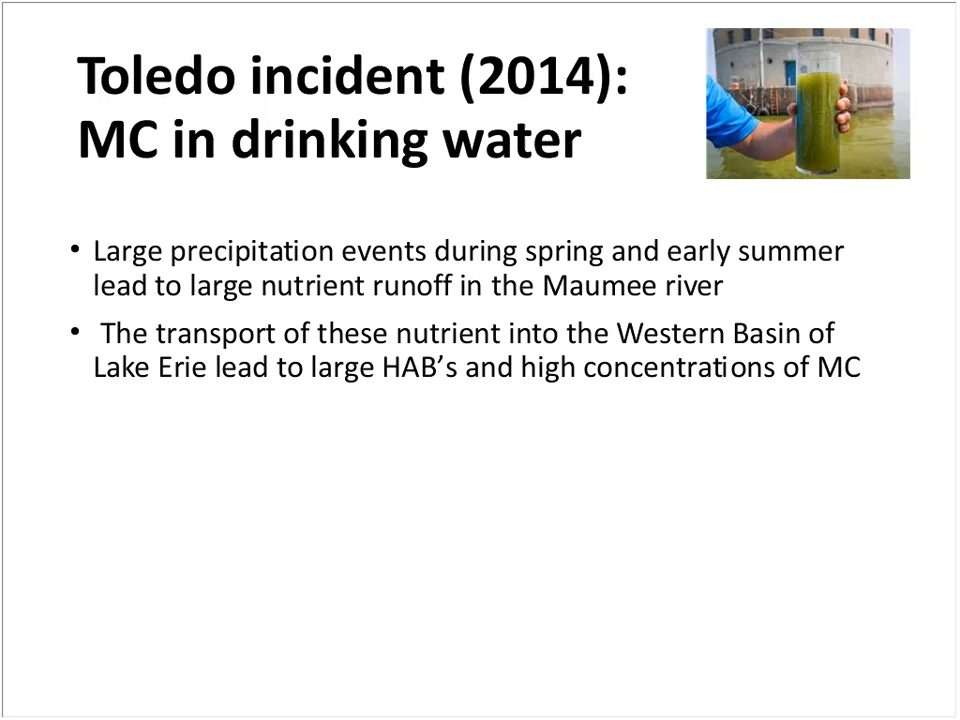 Toledo incident (2014):
MC in drinking water
• Large precipitation events during spring and early summer
lead to large nutrient runoff in the Maumee river
• The transport of these nutrient into the Western Basin of
Lake Erie lead to large HAB’s and high concentrations of MC